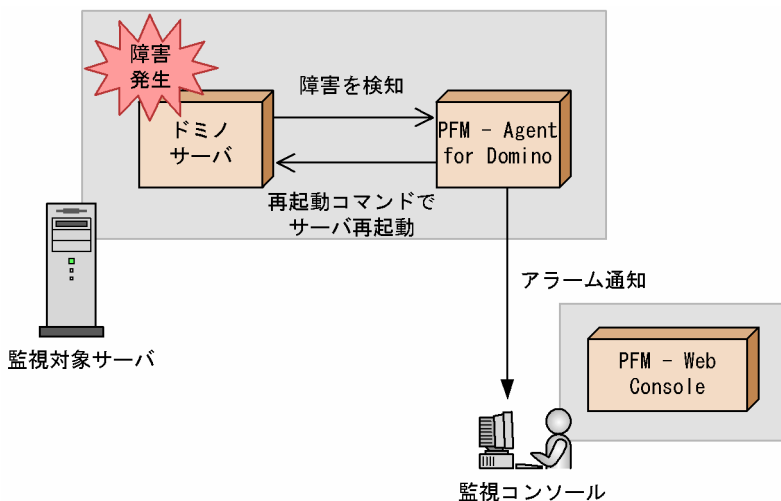 障害
発生
障害を検知
ドミノ
サーバ
PFM - Agent
for Domino
再起動コマンドで
サーバ再起動
アラーム通知
監視対象サーバ
PFM - Web
Console
監視コンソール